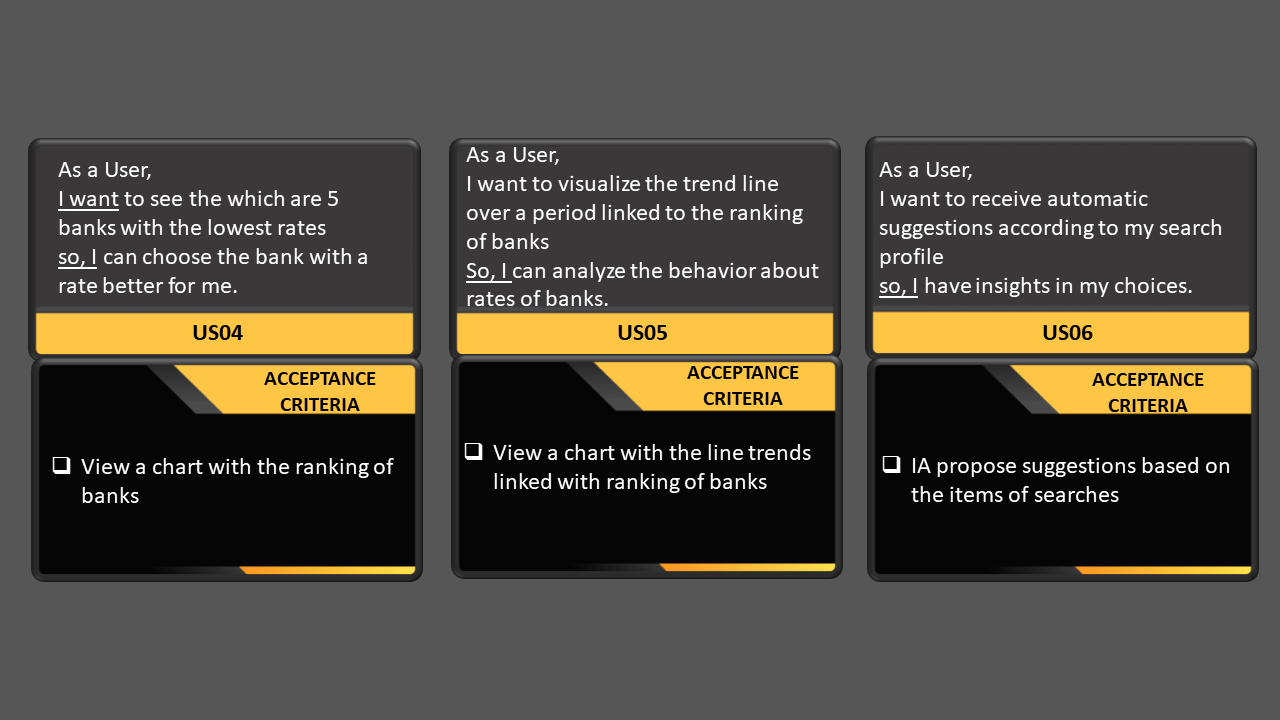 As a User,
I want to see the which are 5
banks with the lowest rates
so, I can choose the bank with a
rate better for me.
US04
ACCEPTANCE
CRITERIA
❑ View a chart with the ranking of
banks
As a User,
I want to visualize the trend line
over a period linked to the ranking
of banks
So, I can analyze the behavior about
rates of banks.
US05
ACCEPTANCE
CRITERIA
❑ View a chart with the line trends
linked with ranking of banks
As a User,
I want to receive automatic
suggestions according to my search
profile
so, I have insights in my choices.
US06
ACCEPTANCE
CRITERIA
❑ IA propose suggestions based on
the items of searches